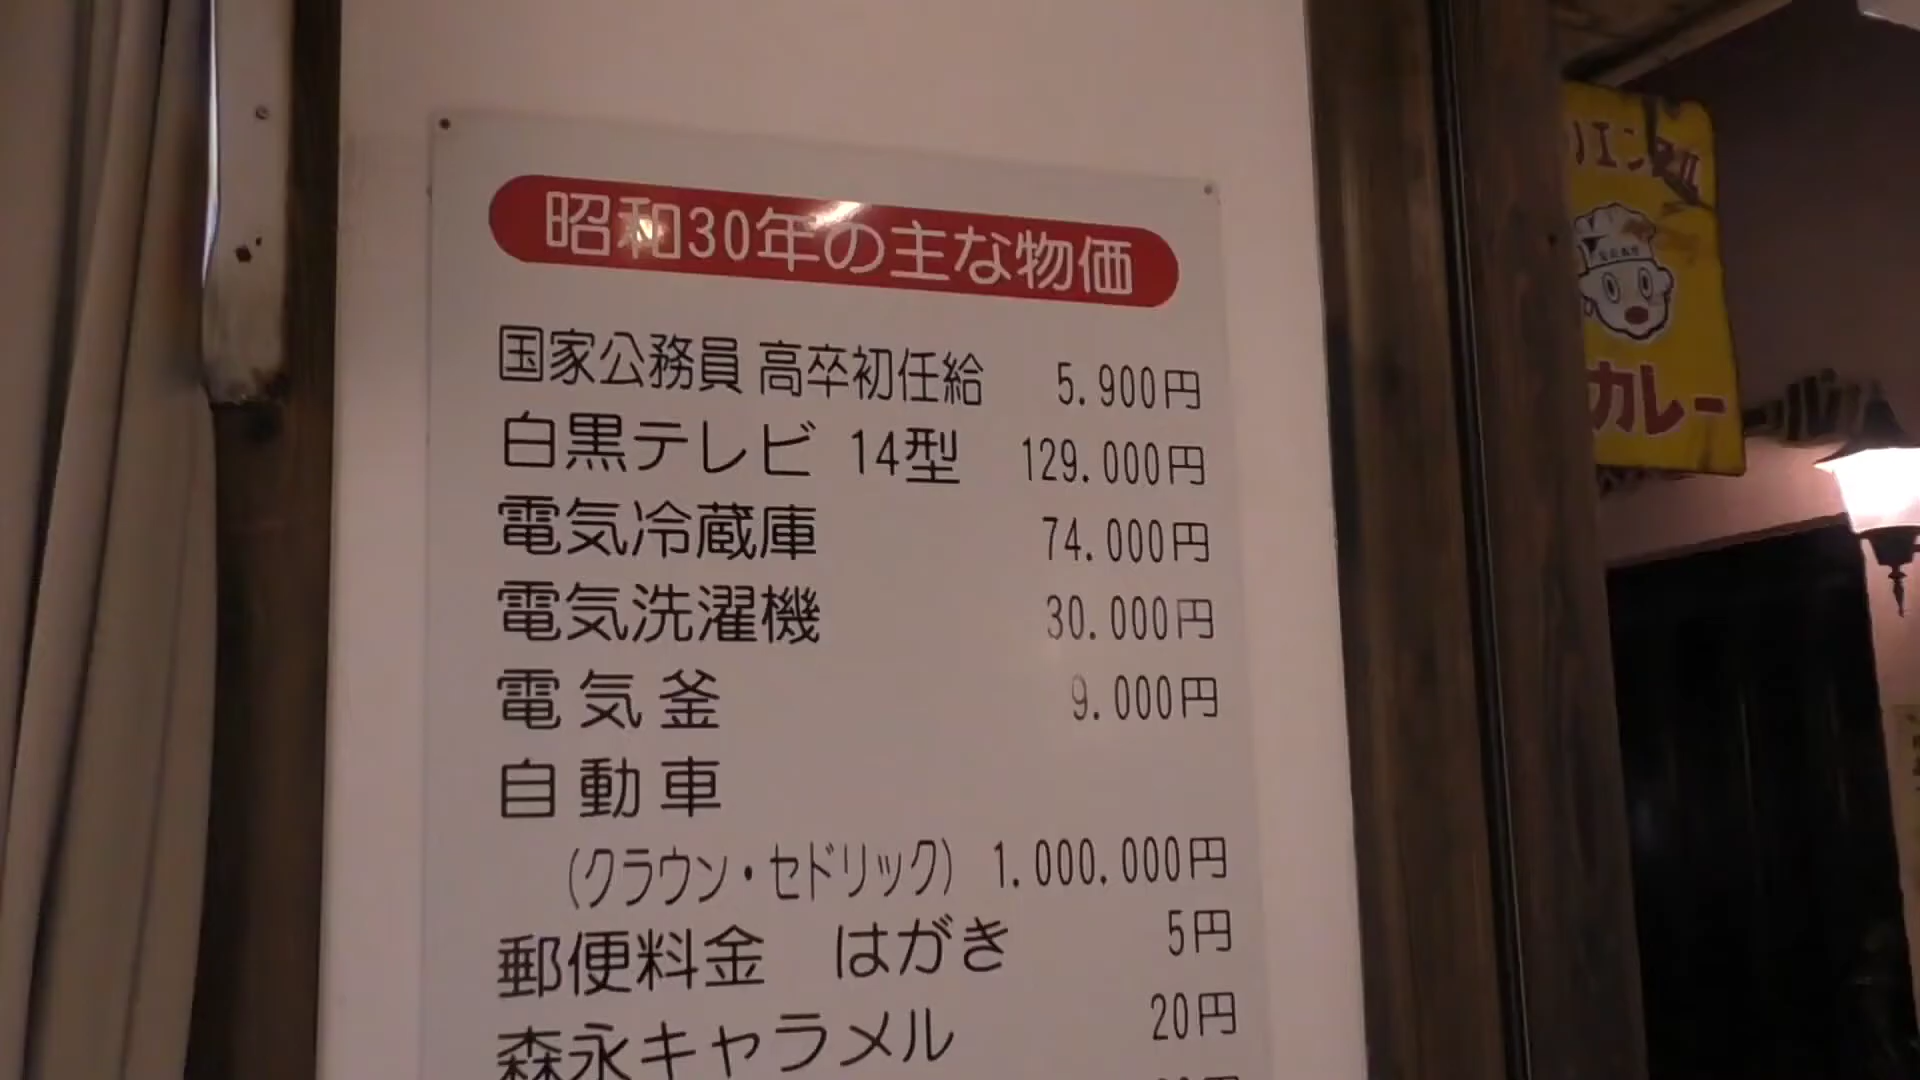 昭和30年の主な物価
国家公務員 高卒初任給 5.900円
白黒テレビ 14型 129.000円
電気冷蔵庫 74.000円
電気洗濯機 30.000円
電気釜 9.000円
自動車
(クラウン・セドリック) 1.000.000円
郵便料金 はがき 5円
森永キャラメル 20円
カレー